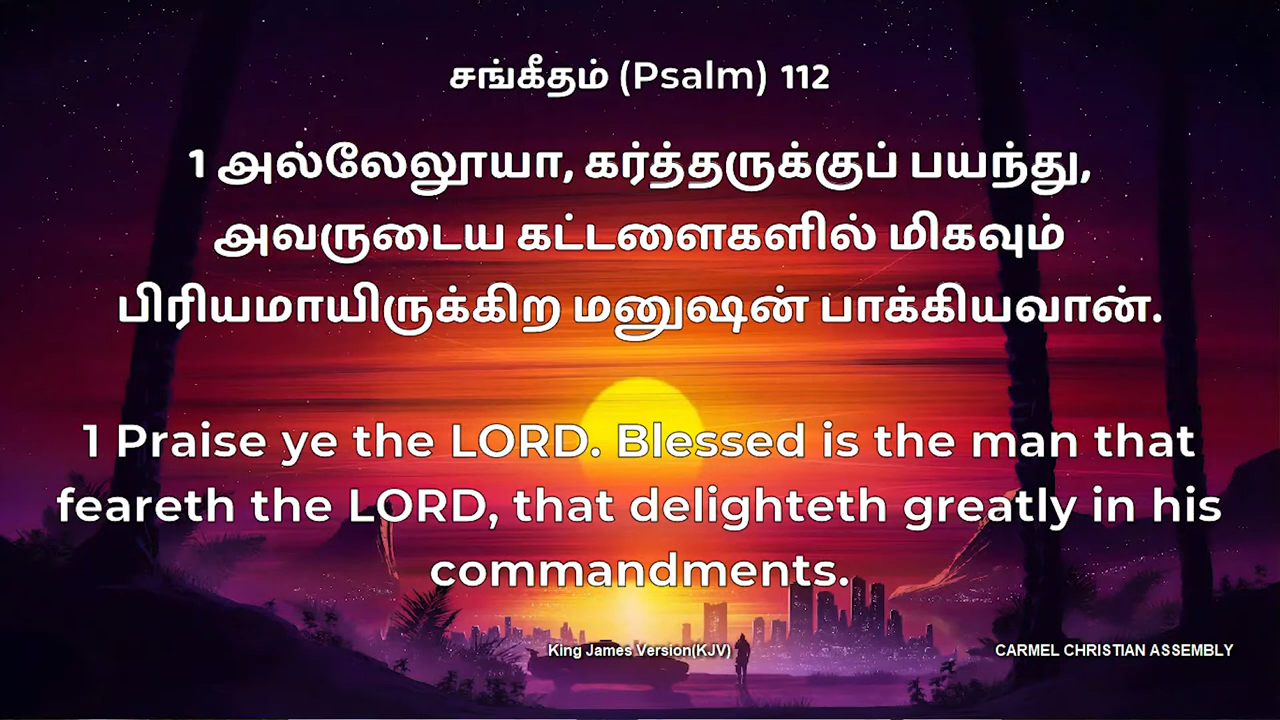 சங்கீதம் (Psalm) 112
1 அல்லேலூயா, கர்த்தருக்குப் பயந்து,
அவருடைய கட்டளைகளில் மிகவும்
பிரியமாயிருக்கிற மனுஷன் பாக்கியவான்.
1 Praise ye the LORD. Blessed is the man that
feareth the LORD, that delighteth greatly in his
commandments.
King James Version(KJV)
CARMEL CHRISTIAN ASSEMBLY